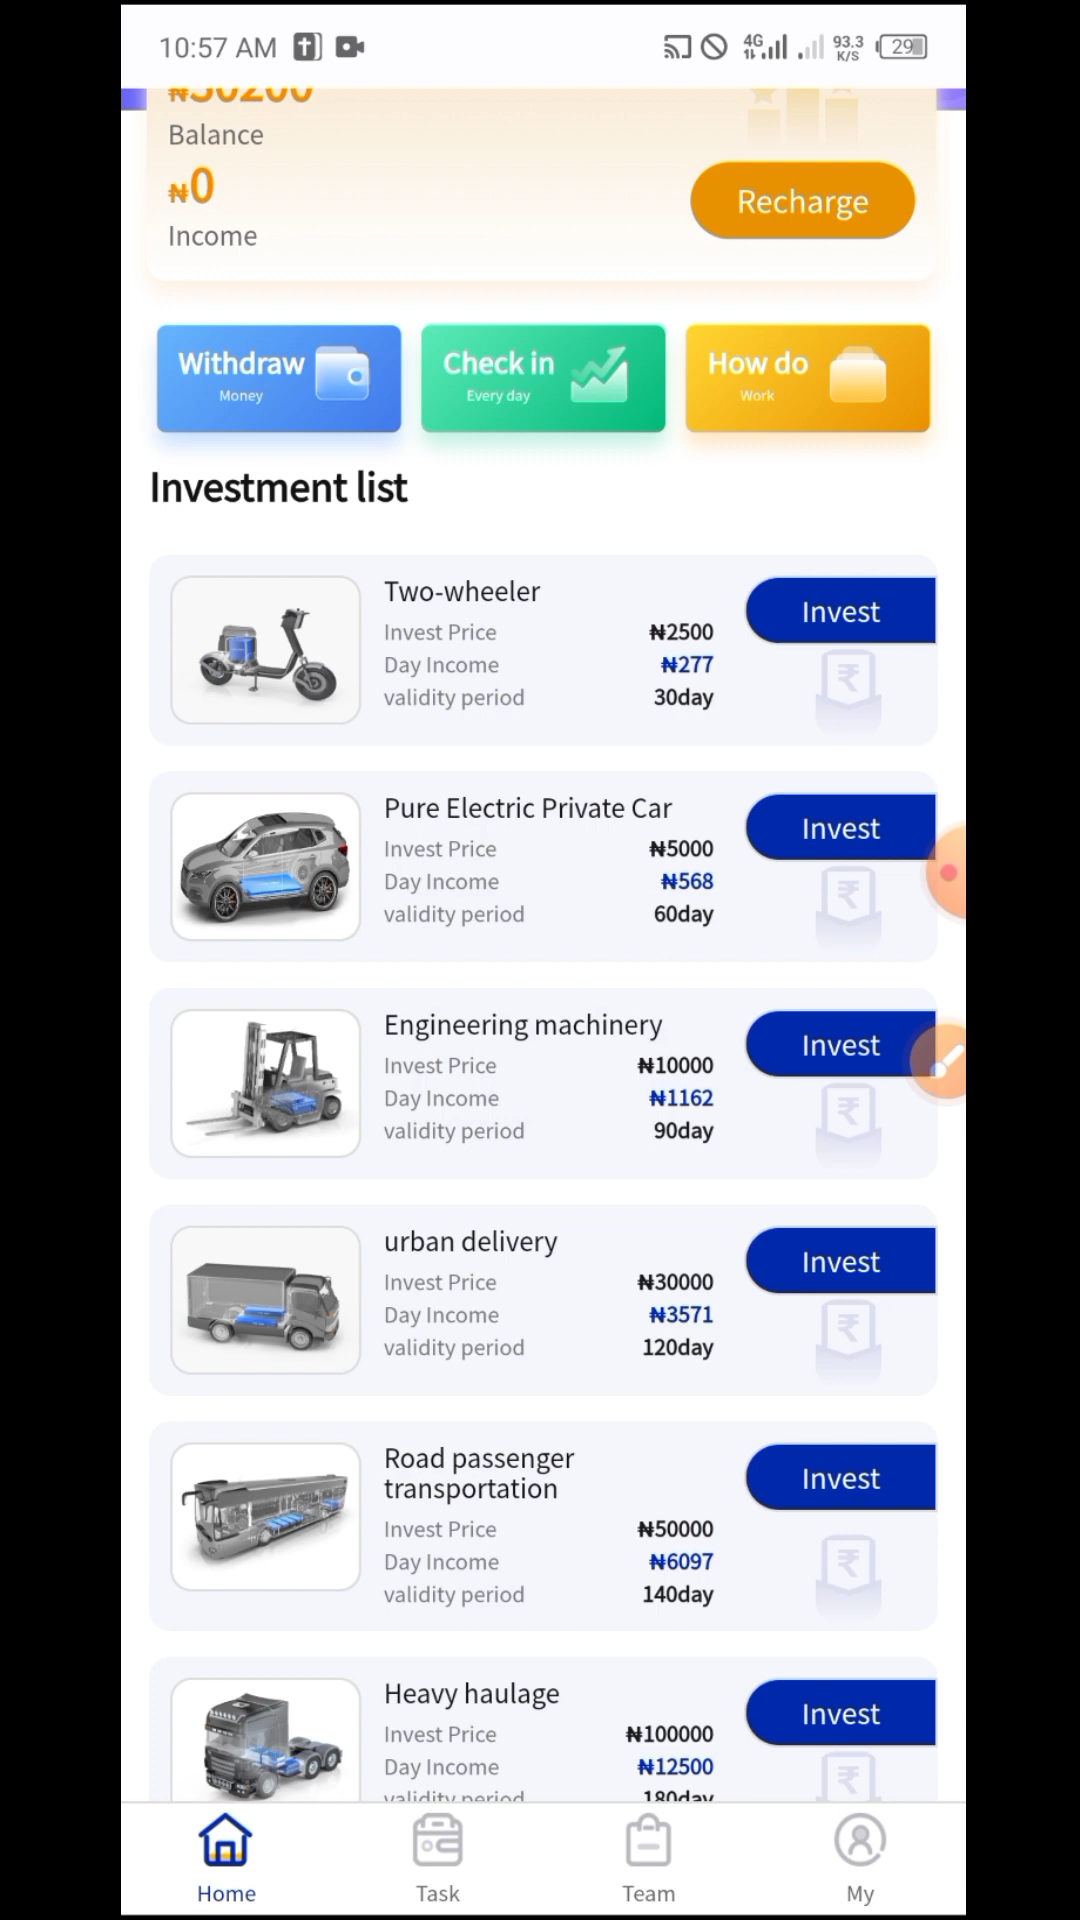 10:57 AM
4G
93.3
K/S
29
₦30200
Balance
₦0
Income
Recharge
Withdraw
Money
Check in
Every day
How do
Work
Investment list
Two-wheeler
Invest Price ₦2500
Day Income ₦277
validity period 30day
Invest
Pure Electric Private Car
Invest Price ₦5000
Day Income ₦568
validity period 60day
Invest
Engineering machinery
Invest Price ₦10000
Day Income ₦1162
validity period 90day
Invest
urban delivery
Invest Price ₦30000
Day Income ₦3571
validity period 120day
Invest
Road passenger
transportation
Invest Price ₦50000
Day Income ₦6097
validity period 140day
Invest
Heavy haulage
Invest Price ₦100000
Day Income ₦12500
validity period 180day
Invest
Home
Task
Team
My